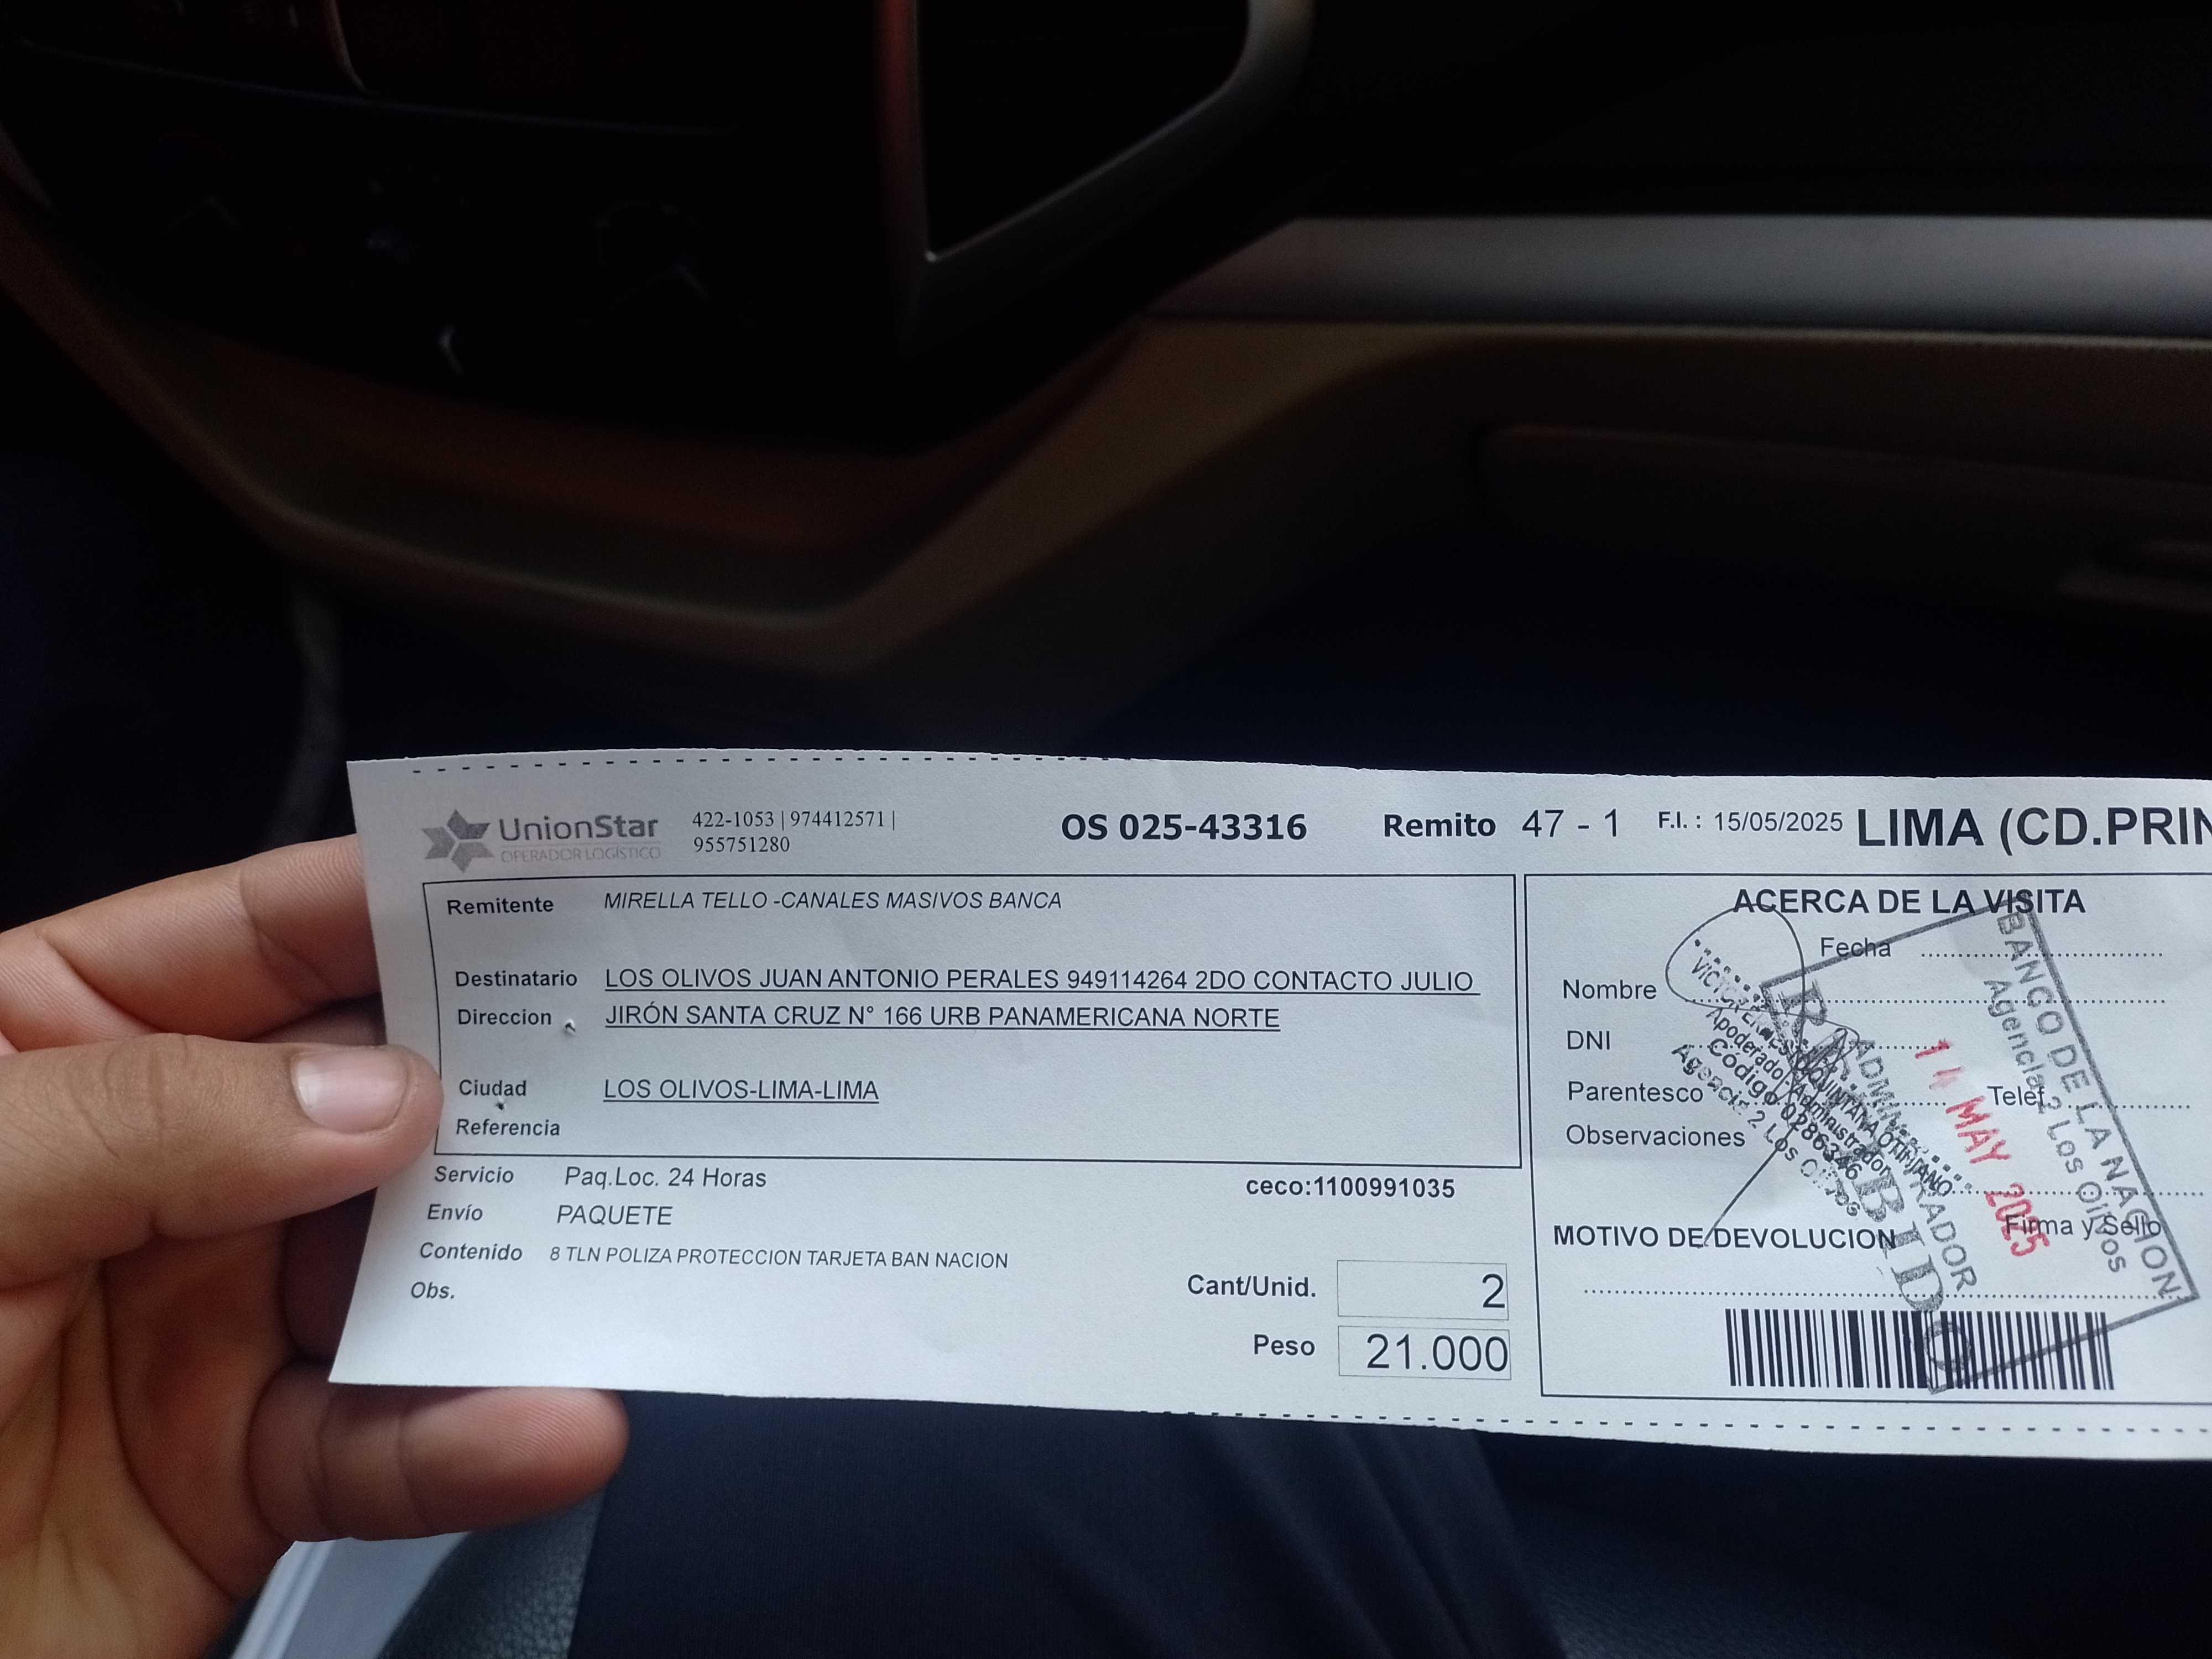 UnionStar
OPERADOR LOGÍSTICO
422-1053 | 974412571 |
955751280
OS 025-43316
Remito 47 - 1
F.I. : 15/05/2025
LIMA (CD.PRIN
Remitente MIRELLA TELLO -CANALES MASIVOS BANCA
Destinatario LOS OLIVOS JUAN ANTONIO PERALES 949114264 2DO CONTACTO JULIO
Direccion JIRÓN SANTA CRUZ N° 166 URB PANAMERICANA NORTE
Ciudad LOS OLIVOS-LIMA-LIMA
Referencia
Servicio Paq.Loc. 24 Horas
ceco:1100991035
Envío PAQUETE
Contenido 8 TLN POLIZA PROTECCION TARJETA BAN NACION
Obs.
Cant/Unid. 2
Peso 21.000
ACERCA DE LA VISITA
Fecha
Nombre
DNI
Parentesco
Telef.
Observaciones
Firma y Sello
MOTIVO DE DEVOLUCION
BANCO DE LA NACION
Agencia 2 Los Olivos
MAY 2025
ADMINISTRADOR
RECIBIDO
Apoderado-Administrador
Código 0286346
Agencia 2 Los Olivos